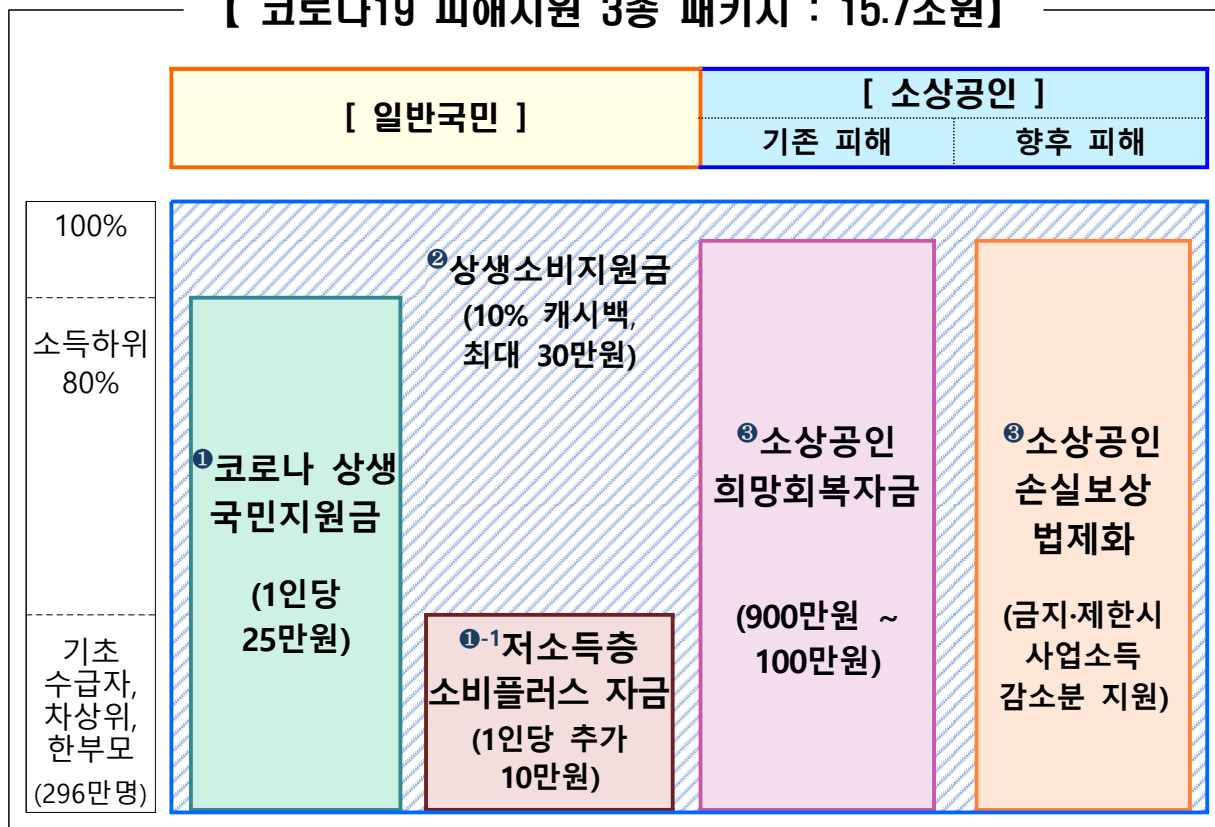 【 코로나19 피해지원 3종 패키지 : 15.7조원】
[ 일반국민 ]
[ 소상공인 ]
기존 피해
향후 피해
100%
소득하위
80%
기초
수급자,
차상위,
한부모
(296만명)
❶코로나 상생
국민지원금
(1인당
25만원)
❷상생소비지원금
(10% 캐시백,
최대 30만원)
❶-1저소득층
소비플러스 자금
(1인당 추가
10만원)
❸소상공인
희망회복자금
(900만원 ~
100만원)
❸소상공인
손실보상
법제화
(금지·제한시
사업소득
감소분 지원)